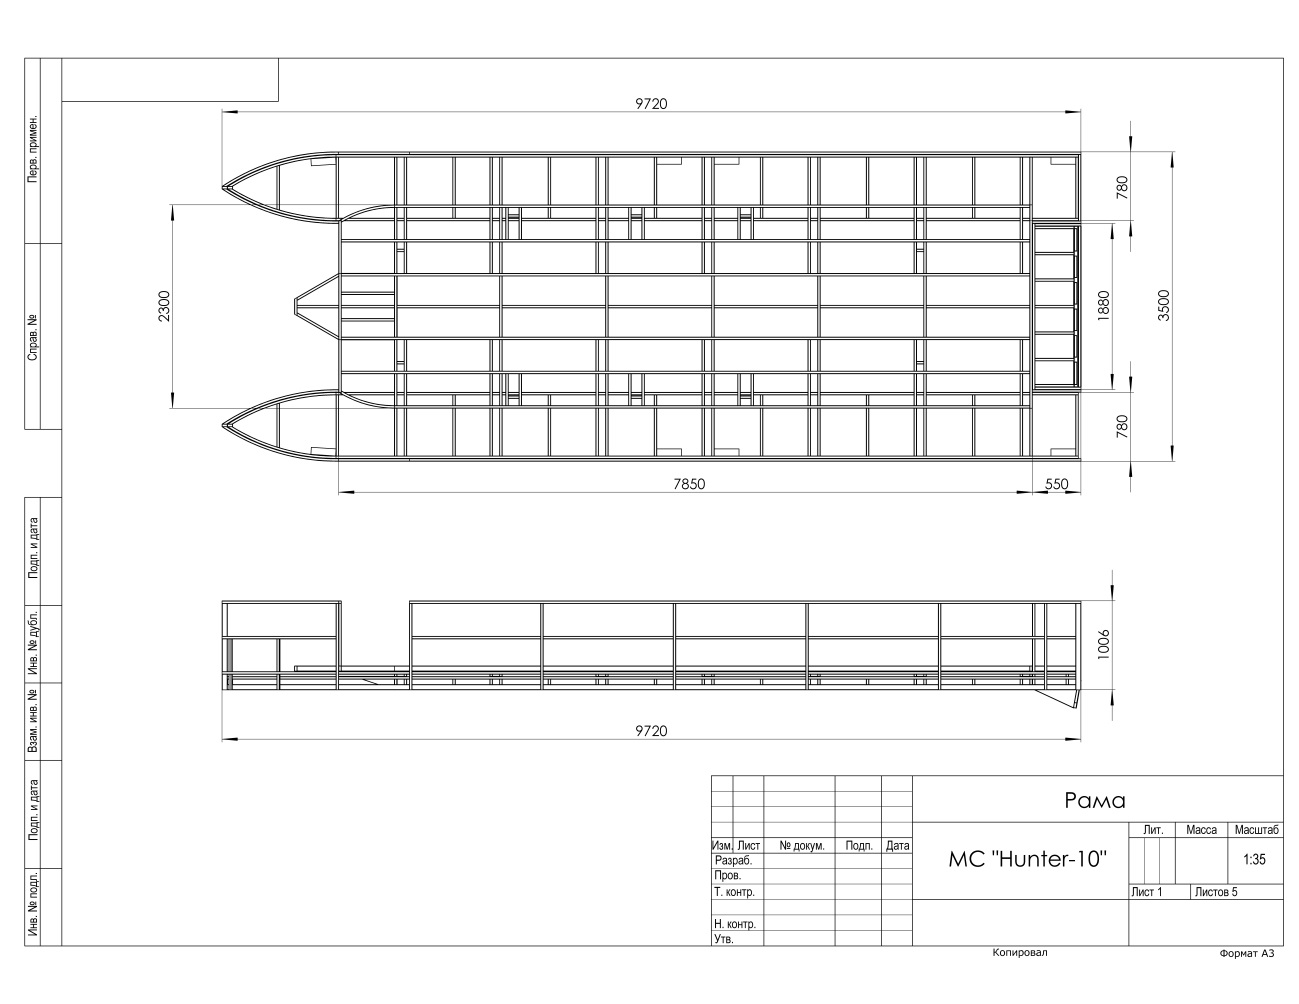 9720
780
2300
1880
3500
780
7850
550
1006
9720
Перв. примен.
Справ. №
Подп. и дата
Инв. № дубл.
Взам. инв. №
Подп. и дата
Инв. № подл.
Рама
МС "Hunter-10"
Лит. Масса Масштаб
1:35
Лист 1 Листов 5
Изм. Лист № докум. Подп. Дата
Разраб.
Пров.
Т. контр.
Н. контр.
Утв.
Копировал Формат А3